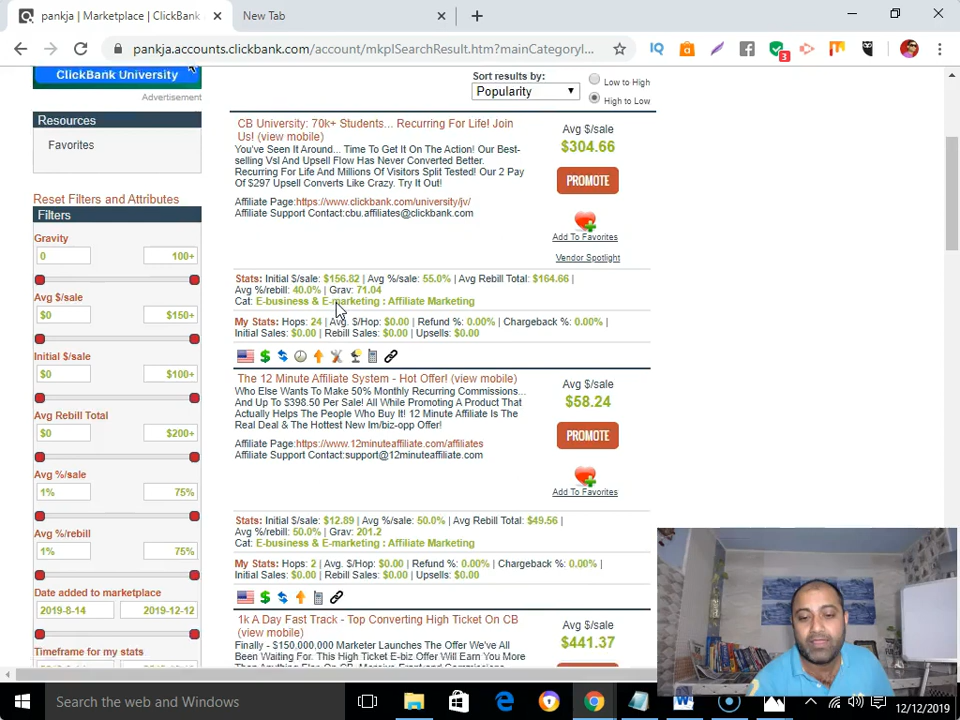 pankja | Marketplace | ClickBank
New Tab
pankja.accounts.clickbank.com/account/mkplSearchResult.htm?mainCategoryI...
ClickBank University
Advertisement
Resources
Favorites
Reset Filters and Attributes
Filters
Gravity
0 100+
Avg $/sale
$0 $150+
Initial $/sale
$0 $100+
Avg Rebill Total
$0 $200+
Avg %/sale
1% 75%
Avg %/rebill
1% 75%
Date added to marketplace
2019-8-14 2019-12-12
Timeframe for my stats
Sort results by:
Popularity
Low to High
High to Low
CB University: 70k+ Students... Recurring For Life! Join
Us! (view mobile)
You've Seen It Around... Time To Get It On The Action! Our Best-
selling Vsl And Upsell Flow Has Never Converted Better.
Recurring For Life And Millions Of Visitors Split Tested! Our 2 Pay
Of $297 Upsell Converts Like Crazy. Try It Out!
Affiliate Page:https://www.clickbank.com/university/jv/
Affiliate Support Contact:cbu.affiliates@clickbank.com
Avg $/sale
$304.66
PROMOTE
Add To Favorites
Vendor Spotlight
Stats: Initial $/sale: $156.82 | Avg %/sale: 55.0% | Avg Rebill Total: $164.66 |
Avg %/rebill: 40.0% | Grav: 71.04
Cat: E-business & E-marketing : Affiliate Marketing
My Stats: Hops: 24 | Avg. $/Hop: $0.00 | Refund %: 0.00% | Chargeback %: 0.00% |
Initial Sales: $0.00 | Rebill Sales: $0.00 | Upsells: $0.00
The 12 Minute Affiliate System - Hot Offer! (view mobile)
Who Else Wants To Make 50% Monthly Recurring Commissions...
And Up To $398.50 Per Sale! All While Promoting A Product That
Actually Helps The People Who Buy It! 12 Minute Affiliate Is The
Real Deal & The Hottest New Im/biz-opp Offer!
Affiliate Page:https://www.12minuteaffiliate.com/affiliates
Affiliate Support Contact:support@12minuteaffiliate.com
Avg $/sale
$58.24
PROMOTE
Add To Favorites
Stats: Initial $/sale: $12.89 | Avg %/sale: 50.0% | Avg Rebill Total: $49.56 |
Avg %/rebill: 50.0% | Grav: 201.2
Cat: E-business & E-marketing : Affiliate Marketing
My Stats: Hops: 2 | Avg. $/Hop: $0.00 | Refund %: 0.00% | Chargeback %: 0.00% |
Initial Sales: $0.00 | Rebill Sales: $0.00 | Upsells: $0.00
1k A Day Fast Track - Top Converting High Ticket On CB
(view mobile)
Finally - $150,000,000 Marketer Launches The Offer We've All
Been Waiting For. This High Ticket E-biz Offer Will Earn You More
Avg $/sale
$441.37
Search the web and Windows
12/12/2019